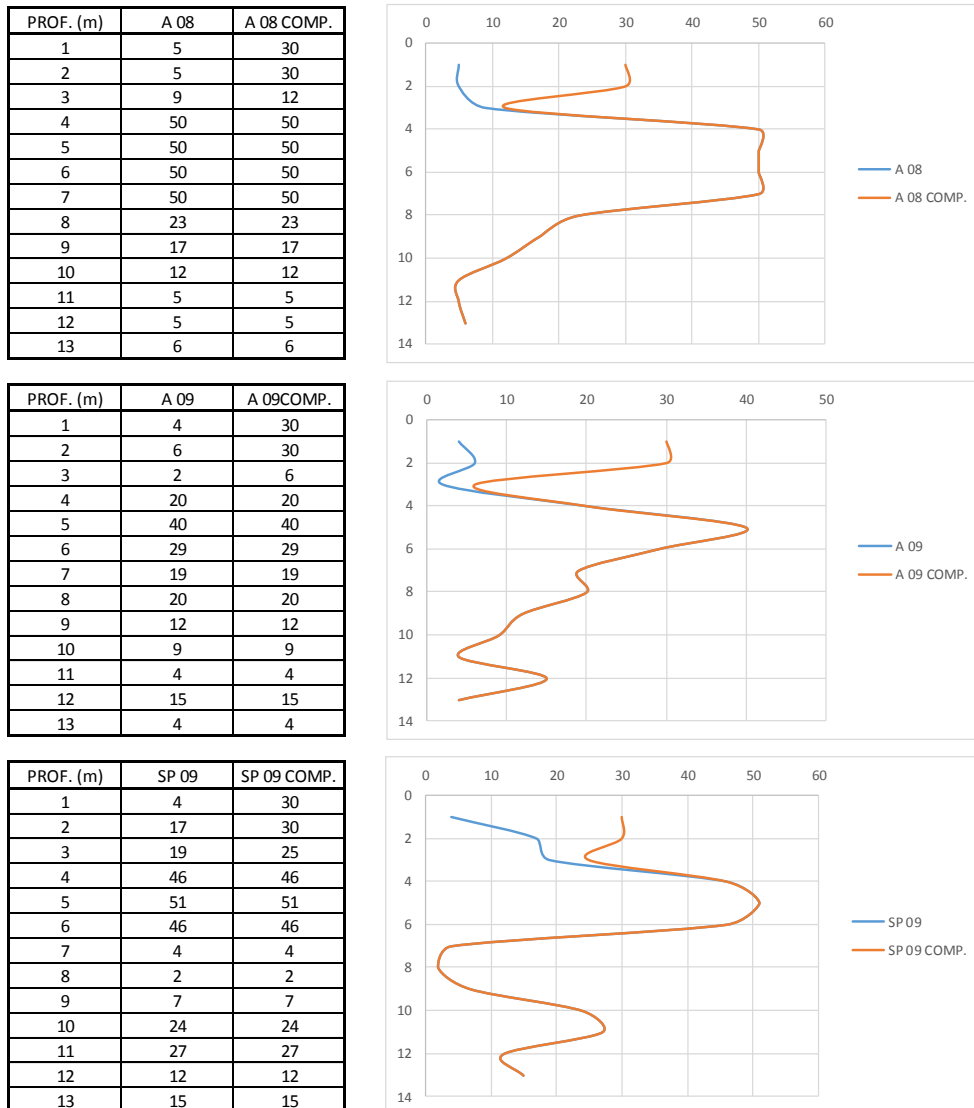 PROF. (m) A 08 A 08 COMP.
1 5 30
2 5 30
3 9 12
4 50 50
5 50 50
6 50 50
7 50 50
8 23 23
9 17 17
10 12 12
11 5 5
12 5 5
13 6 6
0 10 20 30 40 50 60
0
2
4
6
8
10
12
14
A 08
A 08 COMP.
PROF. (m) A 09 A 09COMP.
1 4 30
2 6 30
3 2 6
4 20 20
5 40 40
6 29 29
7 19 19
8 20 20
9 12 12
10 9 9
11 4 4
12 15 15
13 4 4
0 10 20 30 40 50
0
2
4
6
8
10
12
14
A 09
A 09 COMP.
PROF. (m) SP 09 SP 09 COMP.
1 4 30
2 17 30
3 19 25
4 46 46
5 51 51
6 46 46
7 4 4
8 2 2
9 7 7
10 24 24
11 27 27
12 12 12
13 15 15
0 10 20 30 40 50 60
0
2
4
6
8
10
12
14
SP 09
SP 09 COMP.